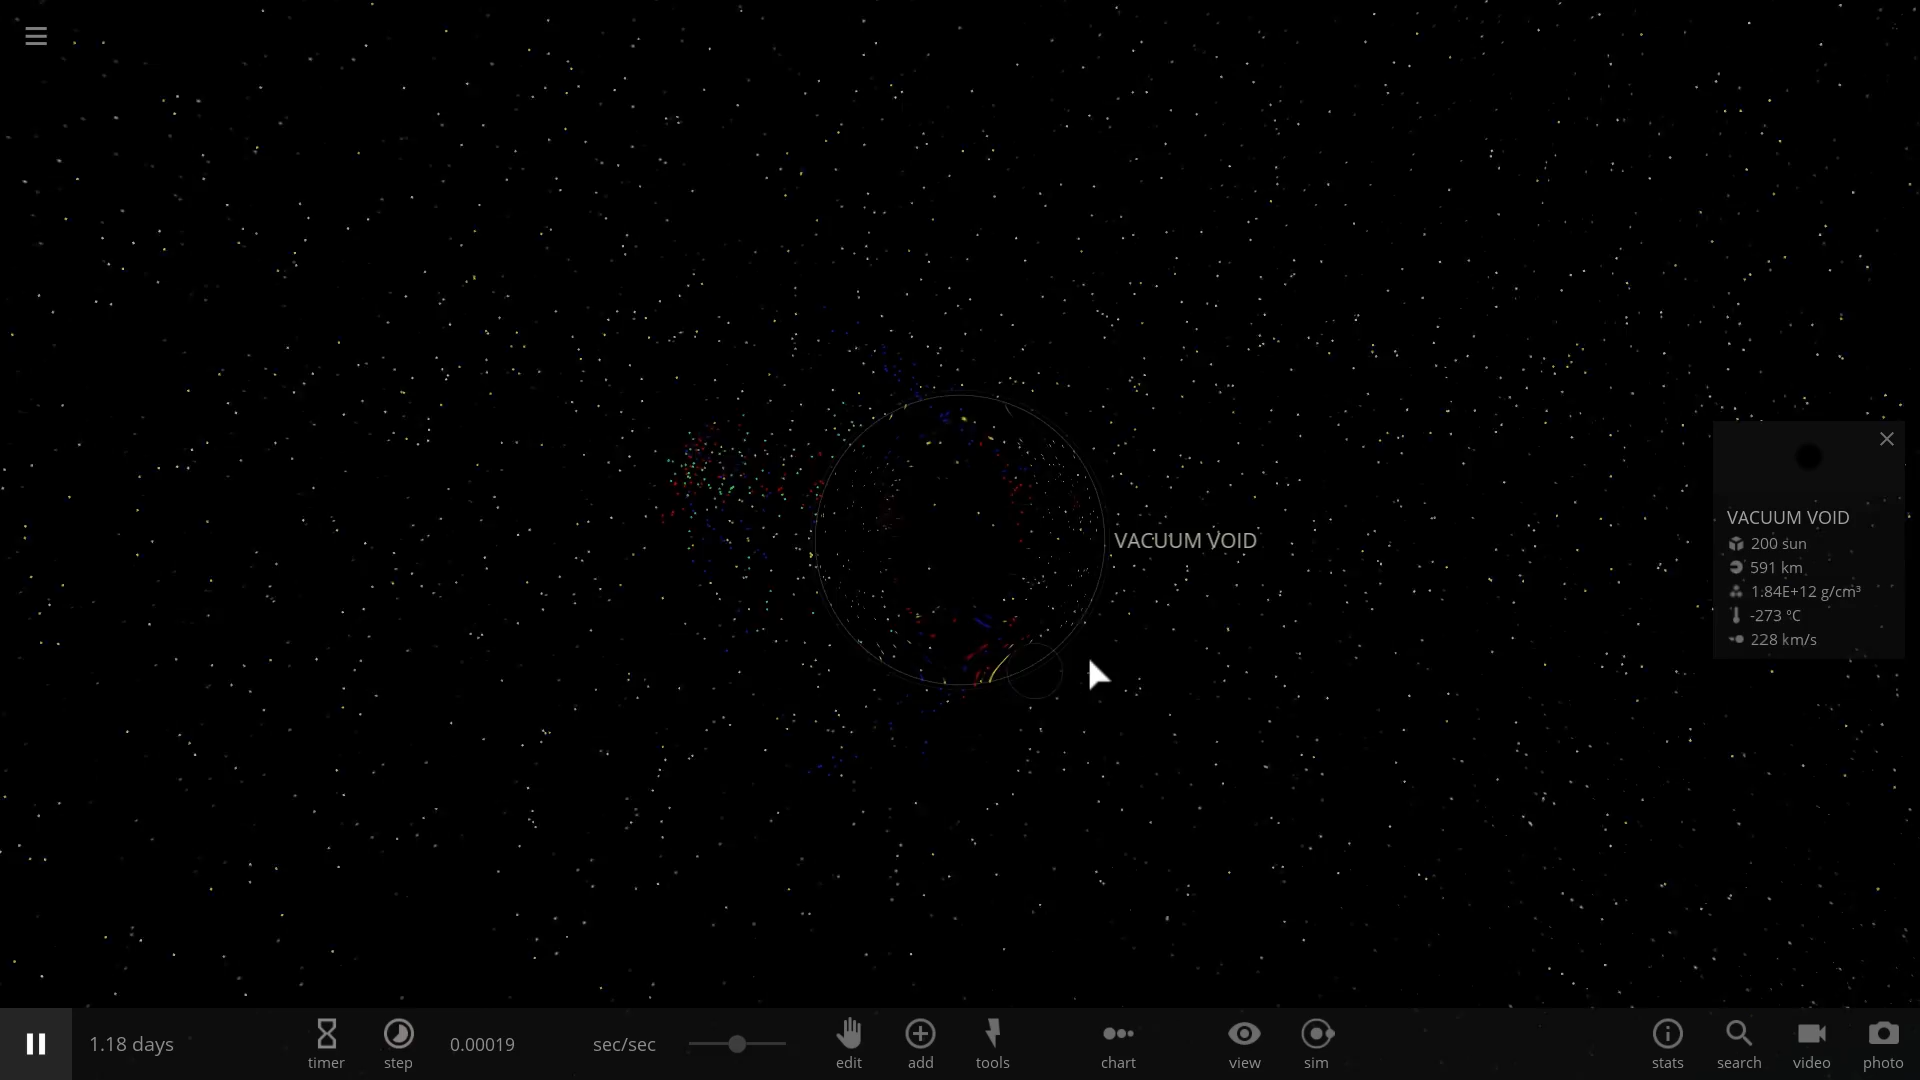 VACUUM VOID
VACUUM VOID
200 sun
591 km
1.84E+12 g/cm³
-273 °C
228 km/s
1.18 days
timer
step
0.00019
sec/sec
edit
add
tools
chart
view
sim
stats
search
video
photo